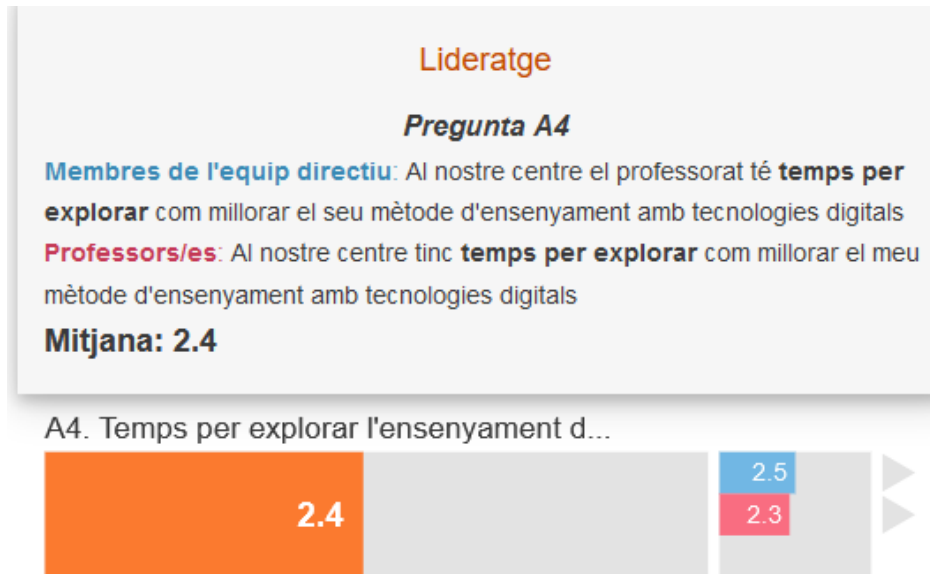 Lideratge
Pregunta A4
Membres de l'equip directiu: Al nostre centre el professorat té temps per
explorar com millorar el seu mètode d'ensenyament amb tecnologies digitals
Professors/es: Al nostre centre tinc temps per explorar com millorar el meu
mètode d'ensenyament amb tecnologies digitals
Mitjana: 2.4
A4. Temps per explorar l'ensenyament d...
2.4
2.5
2.3